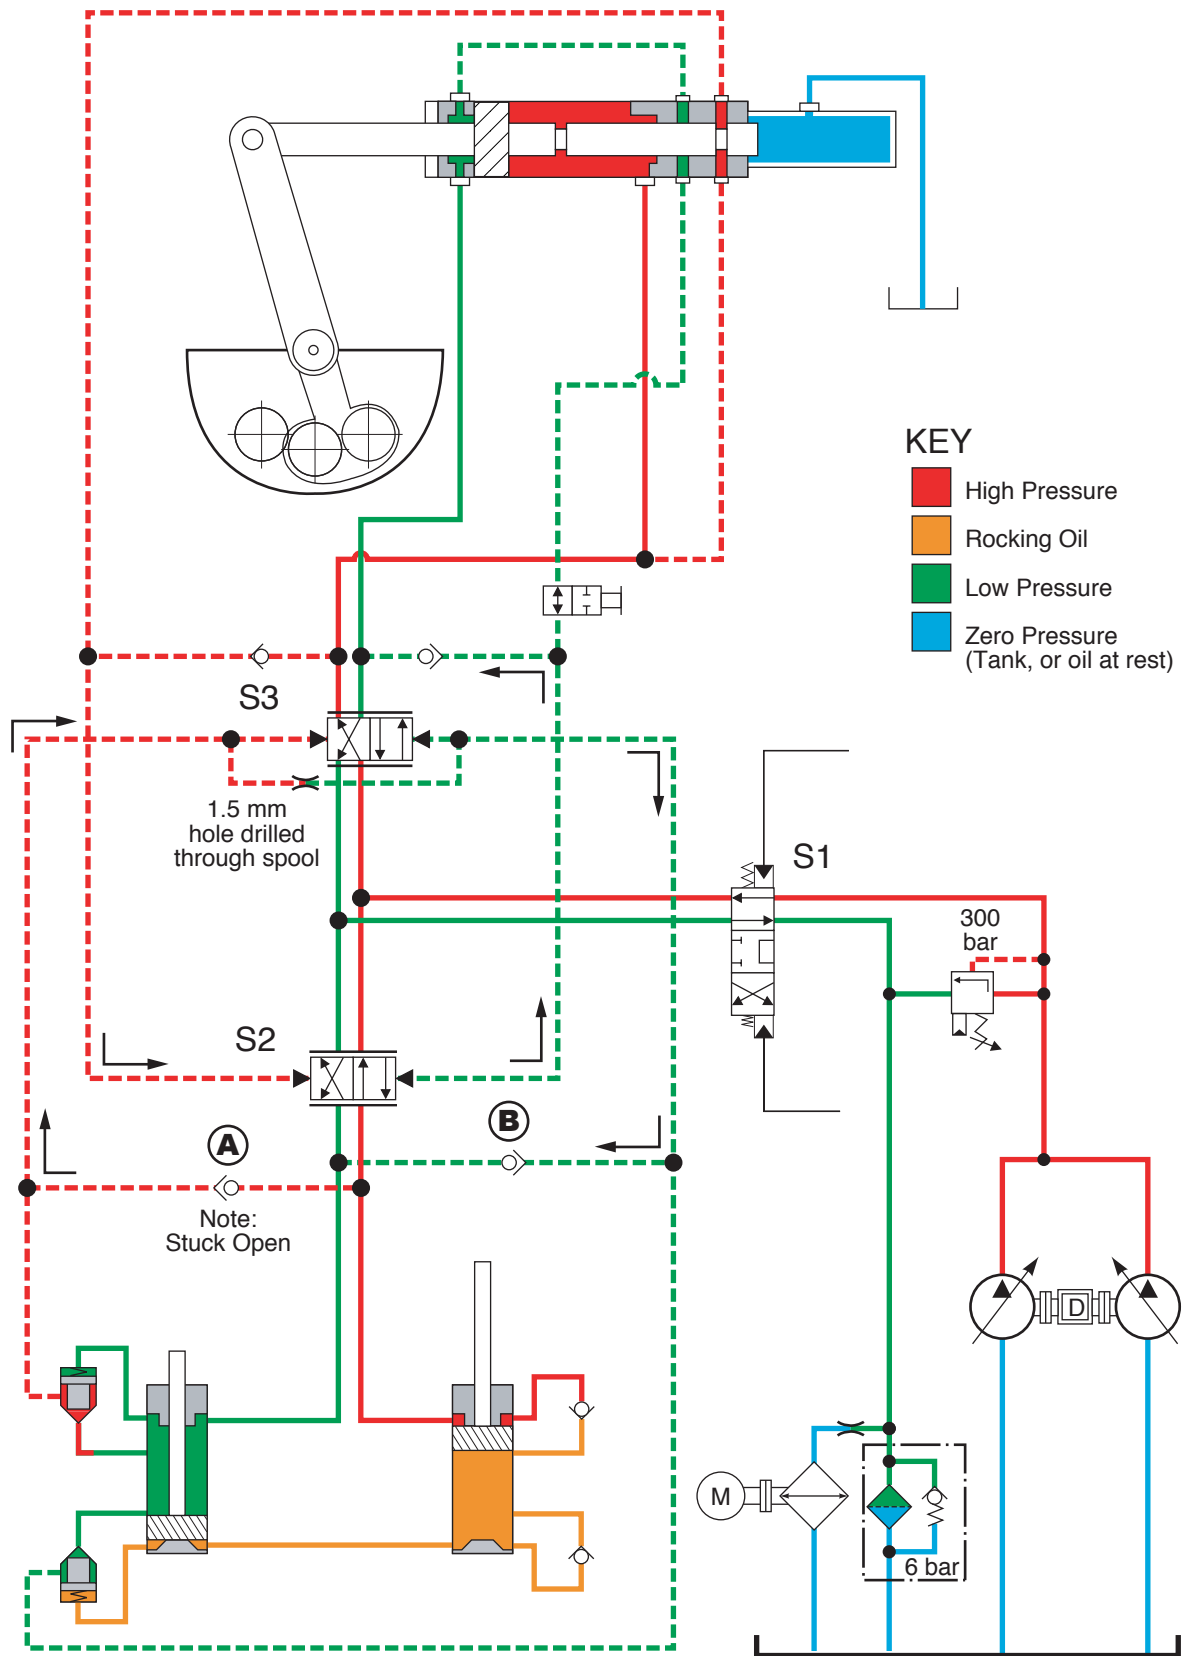 KEY
High Pressure
Rocking Oil
Low Pressure
Zero Pressure
(Tank, or oil at rest)
S3
1.5 mm
hole drilled
through spool
S1
300
bar
S2
A
B
Note:
Stuck Open
D
M
6 bar